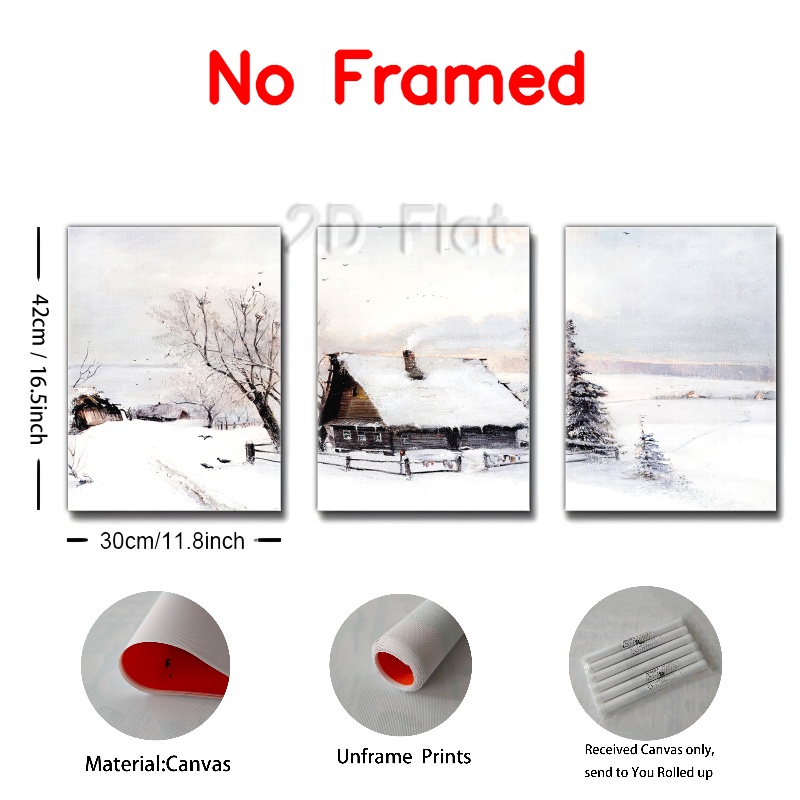 No Framed
2D Flat
42cm / 16.5inch
30cm/11.8inch
Material:Canvas
Unframe Prints
Received Canvas only,
send to You Rolled up